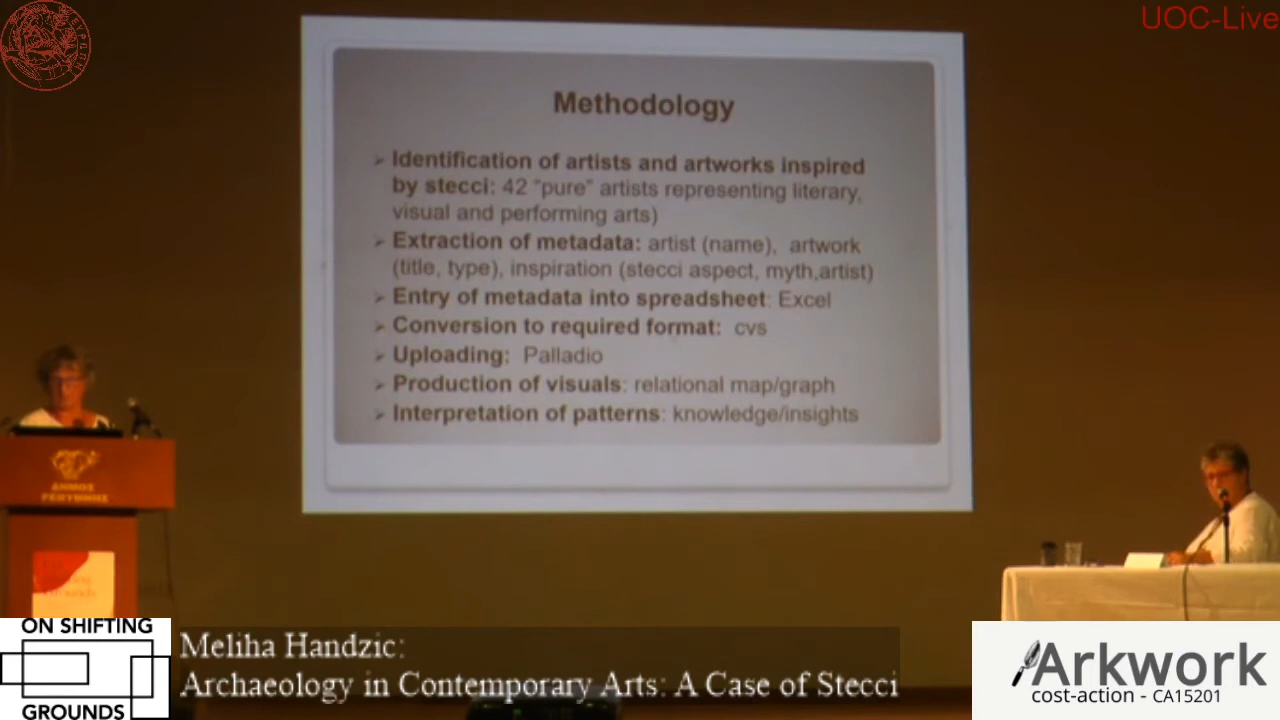 UOC-Live
Methodology
➢ Identification of artists and artworks inspired
by stecci: 42 “pure” artists representing literary,
visual and performing arts)
➢ Extraction of metadata: artist (name), artwork
(title, type), inspiration (stecci aspect, myth,artist)
➢ Entry of metadata into spreadsheet: Excel
➢ Conversion to required format: cvs
➢ Uploading: Palladio
➢ Production of visuals: relational map/graph
➢ Interpretation of patterns: knowledge/insights
ΔΗΜΟΣ
ΡΕΘΥΜΝΗΣ
ON SHIFTING
GROUNDS
Meliha Handzic:
Archaeology in Contemporary Arts: A Case of Stecci
Arkwork
cost-action - CA15201